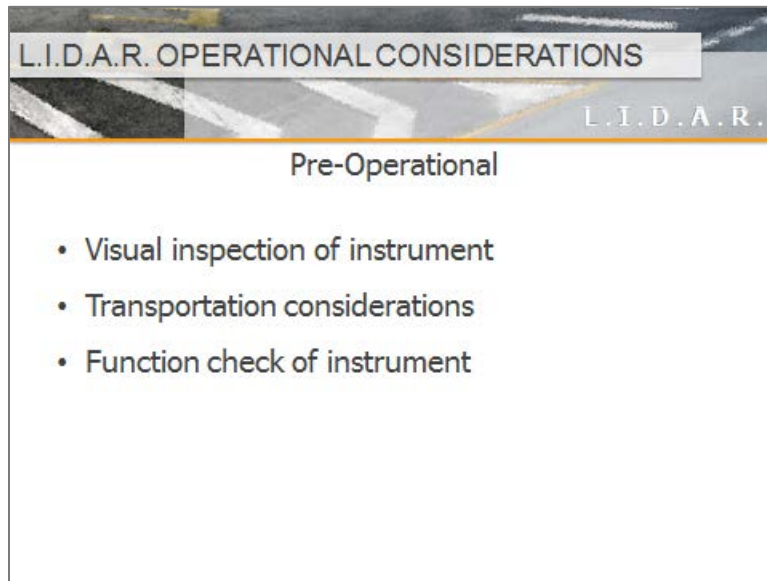 L.I.D.A.R. OPERATIONAL CONSIDERATIONS
L.I.D.A.R.
Pre-Operational
• Visual inspection of instrument
• Transportation considerations
• Function check of instrument